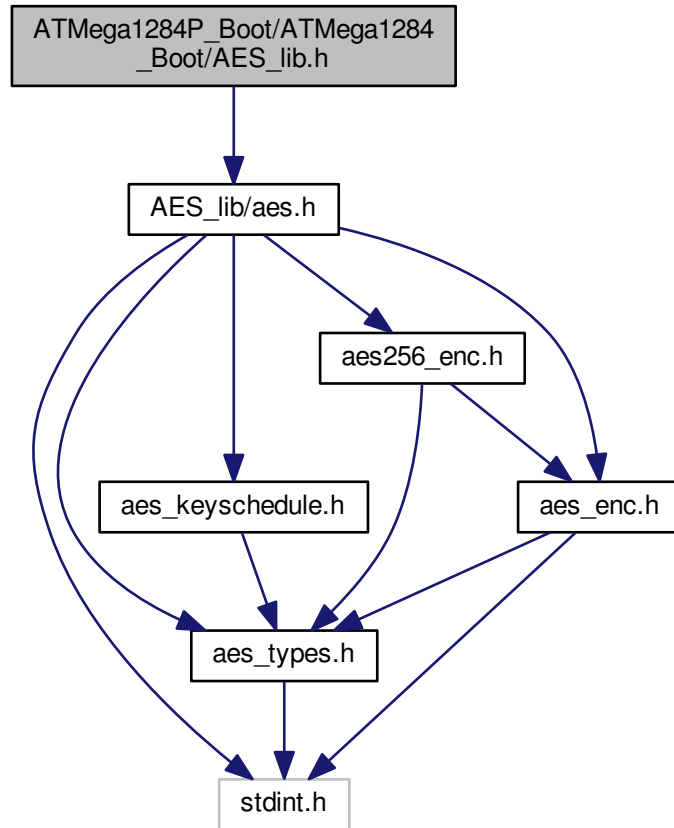 ATMega1284P_Boot/ATMega1284
_Boot/AES_lib.h
AES_lib/aes.h
aes256_enc.h
aes_keyschedule.h
aes_enc.h
aes_types.h
stdint.h